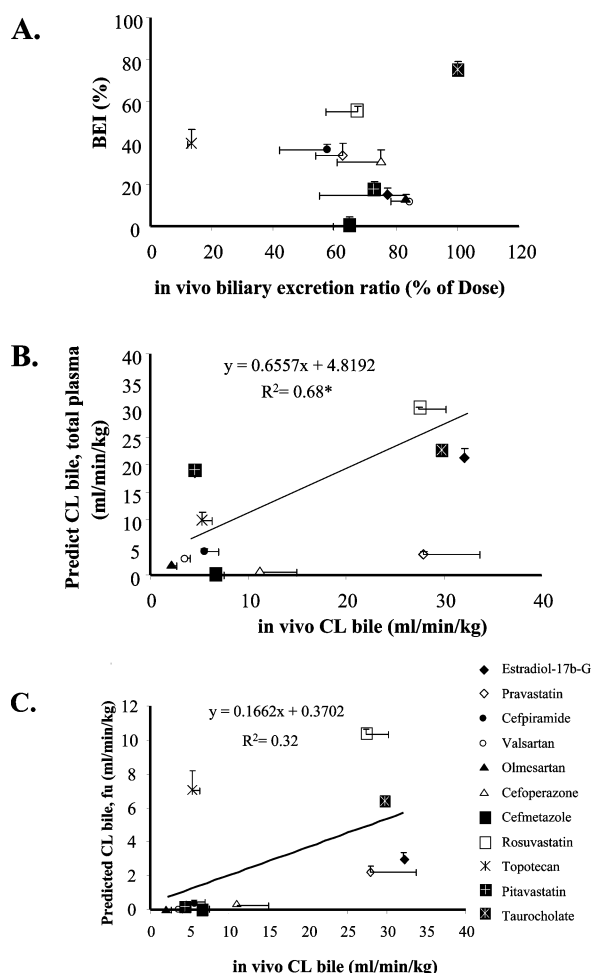 A.
100
80
60
40
20
0
BEI (%)
0 20 40 60 80 100 120
in vivo biliary excretion ratio (% of Dose)
B.
y = 0.6557x + 4.8192
R2= 0.68*
40
35
30
25
20
15
10
5
0
Predict CL bile, total plasma
(ml/min/kg)
0 10 20 30 40
in vivo CL bile (ml/min/kg)
C.
y = 0.1662x + 0.3702
R2= 0.32
12
10
8
6
4
2
0
Predicted CL bile, fu (ml/min/kg)
0 5 10 15 20 25 30 35 40
in vivo CL bile (ml/min/kg)
Estradiol-17b-G
Pravastatin
Cefpiramide
Valsartan
Olmesartan
Cefoperazone
Cefmetazole
Rosuvastatin
Topotecan
Pitavastatin
Taurocholate